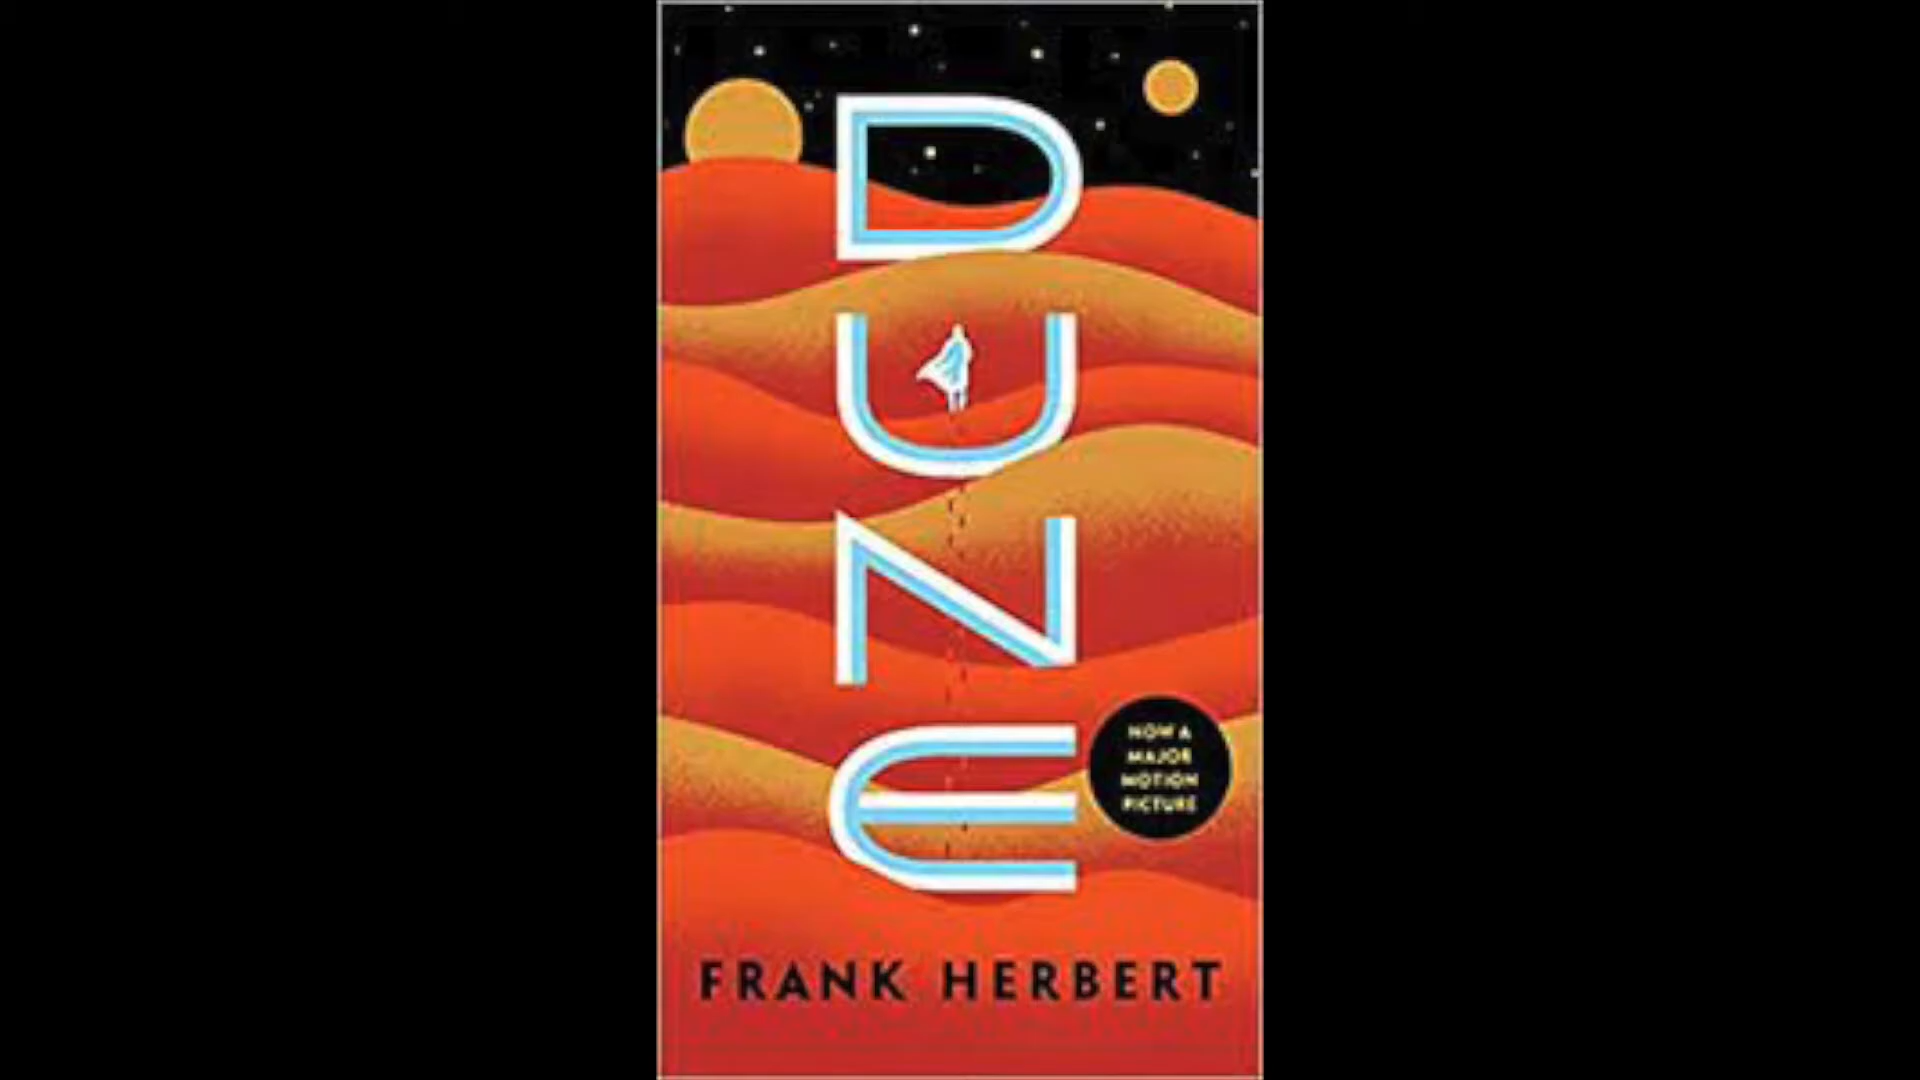 DUNE
NOW A
MAJOR
MOTION
PICTURE
FRANK HERBERT